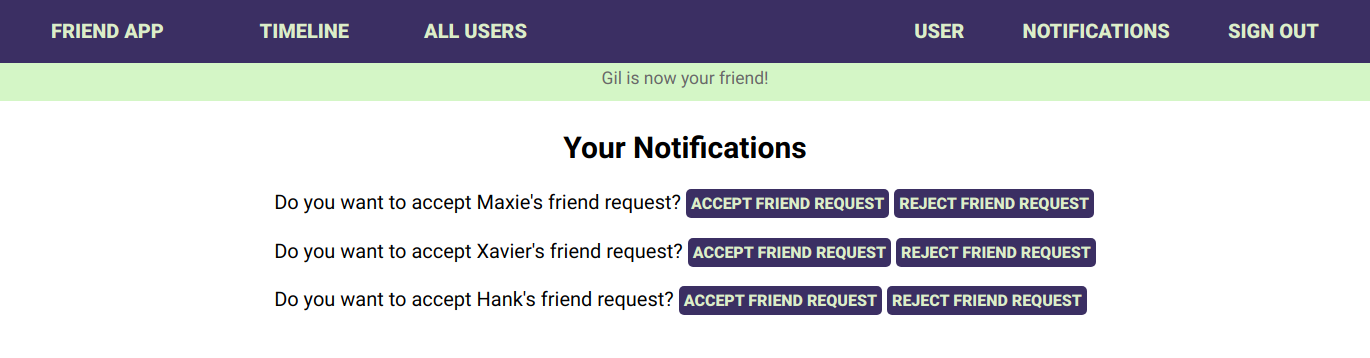 FRIEND APP TIMELINE ALL USERS USER NOTIFICATIONS SIGN OUT
Gil is now your friend!
Your Notifications
Do you want to accept Maxie's friend request? ACCEPT FRIEND REQUEST REJECT FRIEND REQUEST
Do you want to accept Xavier's friend request? ACCEPT FRIEND REQUEST REJECT FRIEND REQUEST
Do you want to accept Hank's friend request? ACCEPT FRIEND REQUEST REJECT FRIEND REQUEST